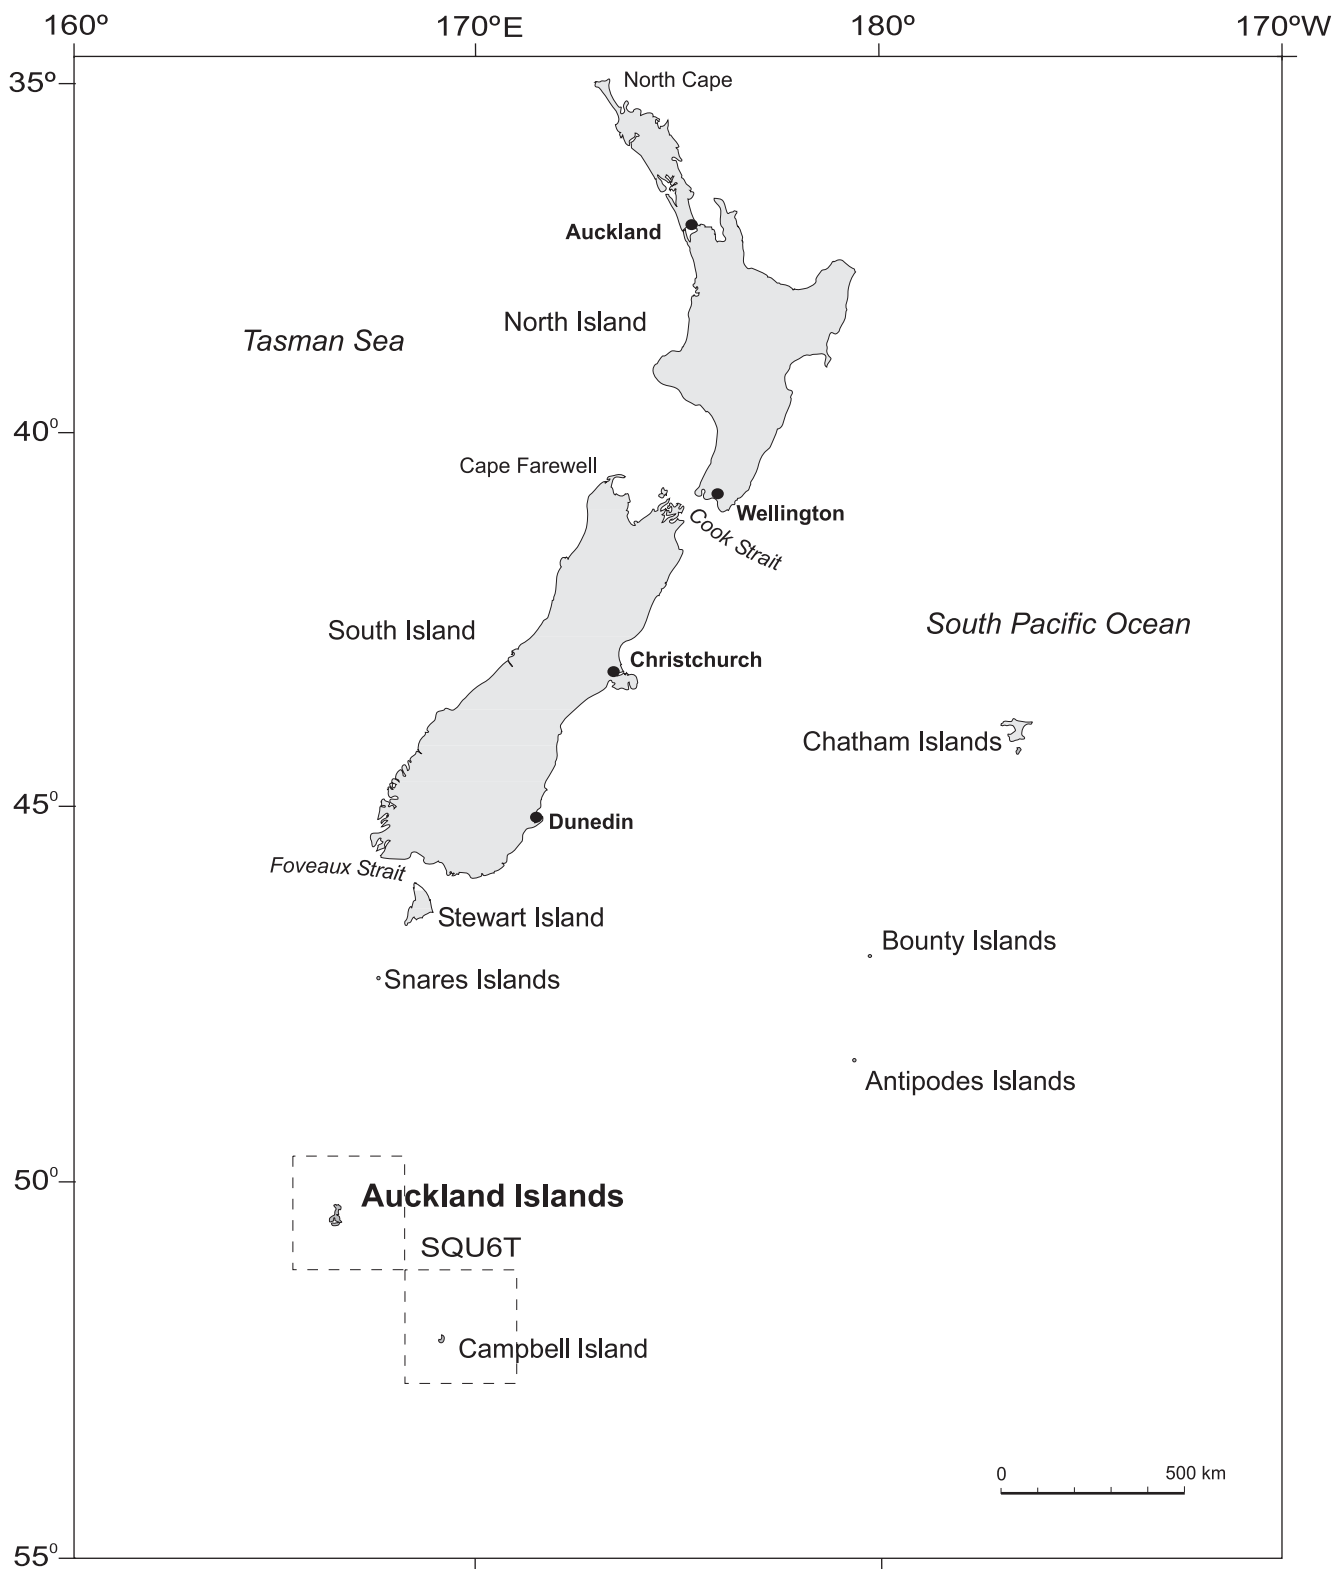 160º 170ºE 180º 170ºW
35º
North Cape
Auckland
North Island
Tasman Sea
40º
Cape Farewell
Wellington
Cook Strait
South Island
South Pacific Ocean
Christchurch
Chatham Islands
45º
Dunedin
Foveaux Strait
Stewart Island
Bounty Islands
Snares Islands
Antipodes Islands
50º
Auckland Islands
SQU6T
Campbell Island
0 500 km
55º